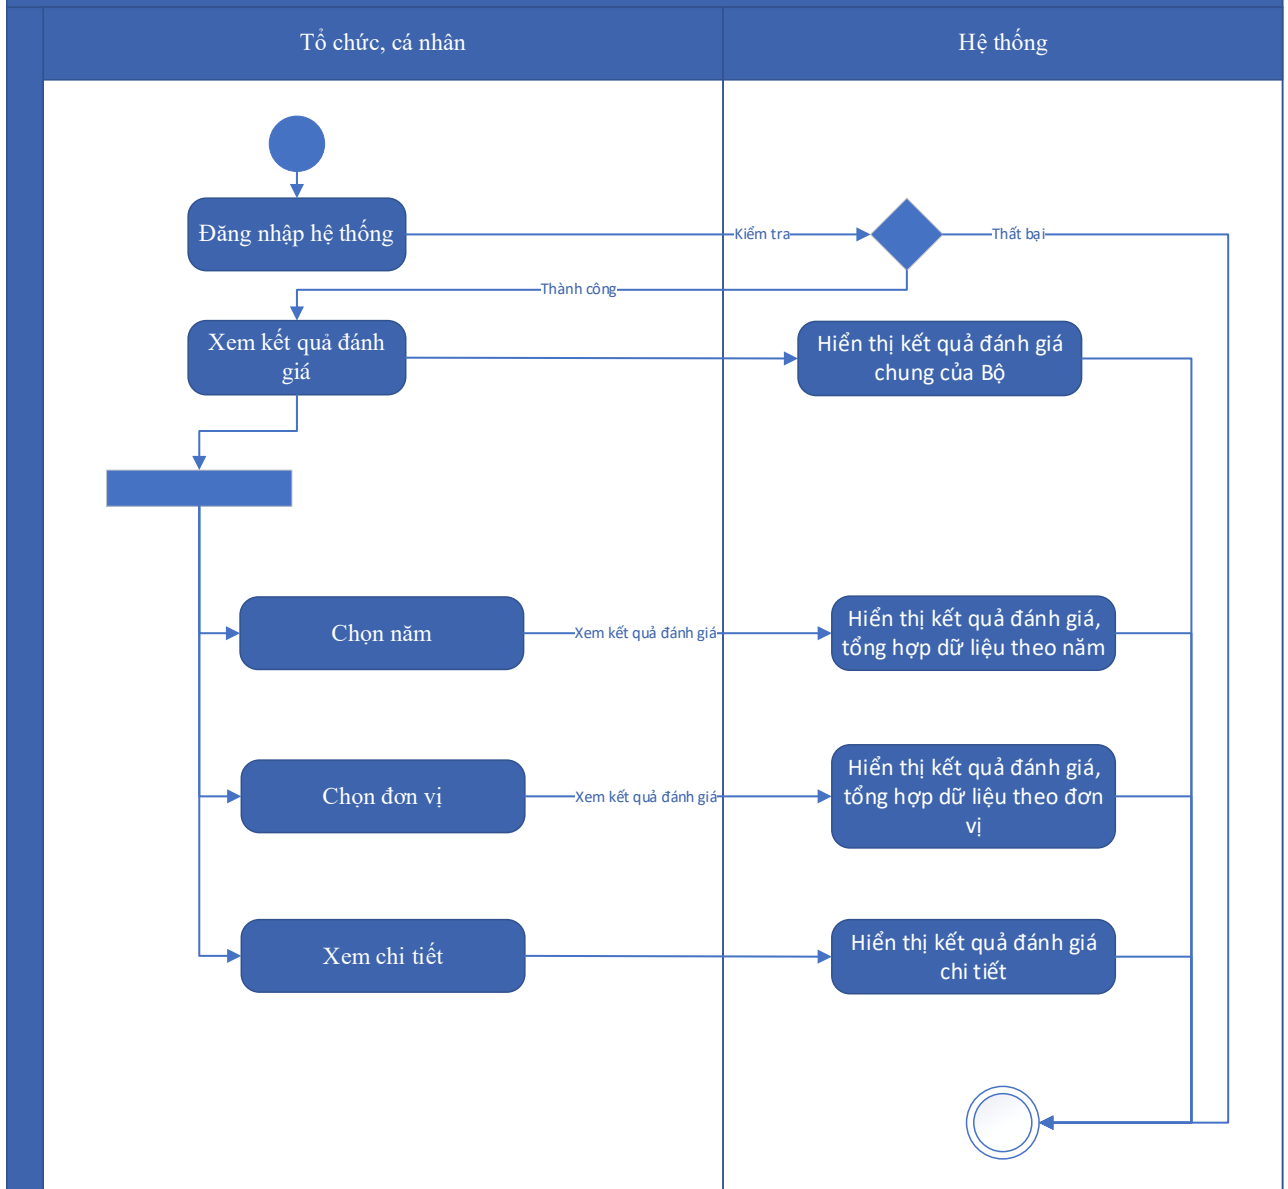 Tổ chức, cá nhân
Hệ thống
Đăng nhập hệ thống
Kiểm tra
Thất bại
Thành công
Xem kết quả đánh
giá
Hiển thị kết quả đánh giá
chung của Bộ
Chọn năm
Xem kết quả đánh giá
Hiển thị kết quả đánh giá,
tổng hợp dữ liệu theo năm
Chọn đơn vị
Xem kết quả đánh giá
Hiển thị kết quả đánh giá,
tổng hợp dữ liệu theo đơn
vị
Xem chi tiết
Hiển thị kết quả đánh giá
chi tiết